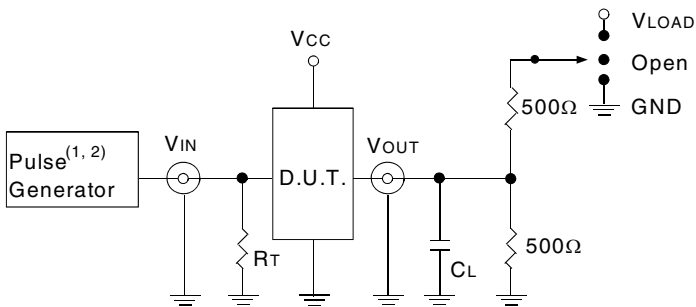 VLOAD
VCC
Open
500Ω
GND
VIN
VOUT
Pulse(1, 2)
Generator
D.U.T.
RT
CL
500Ω